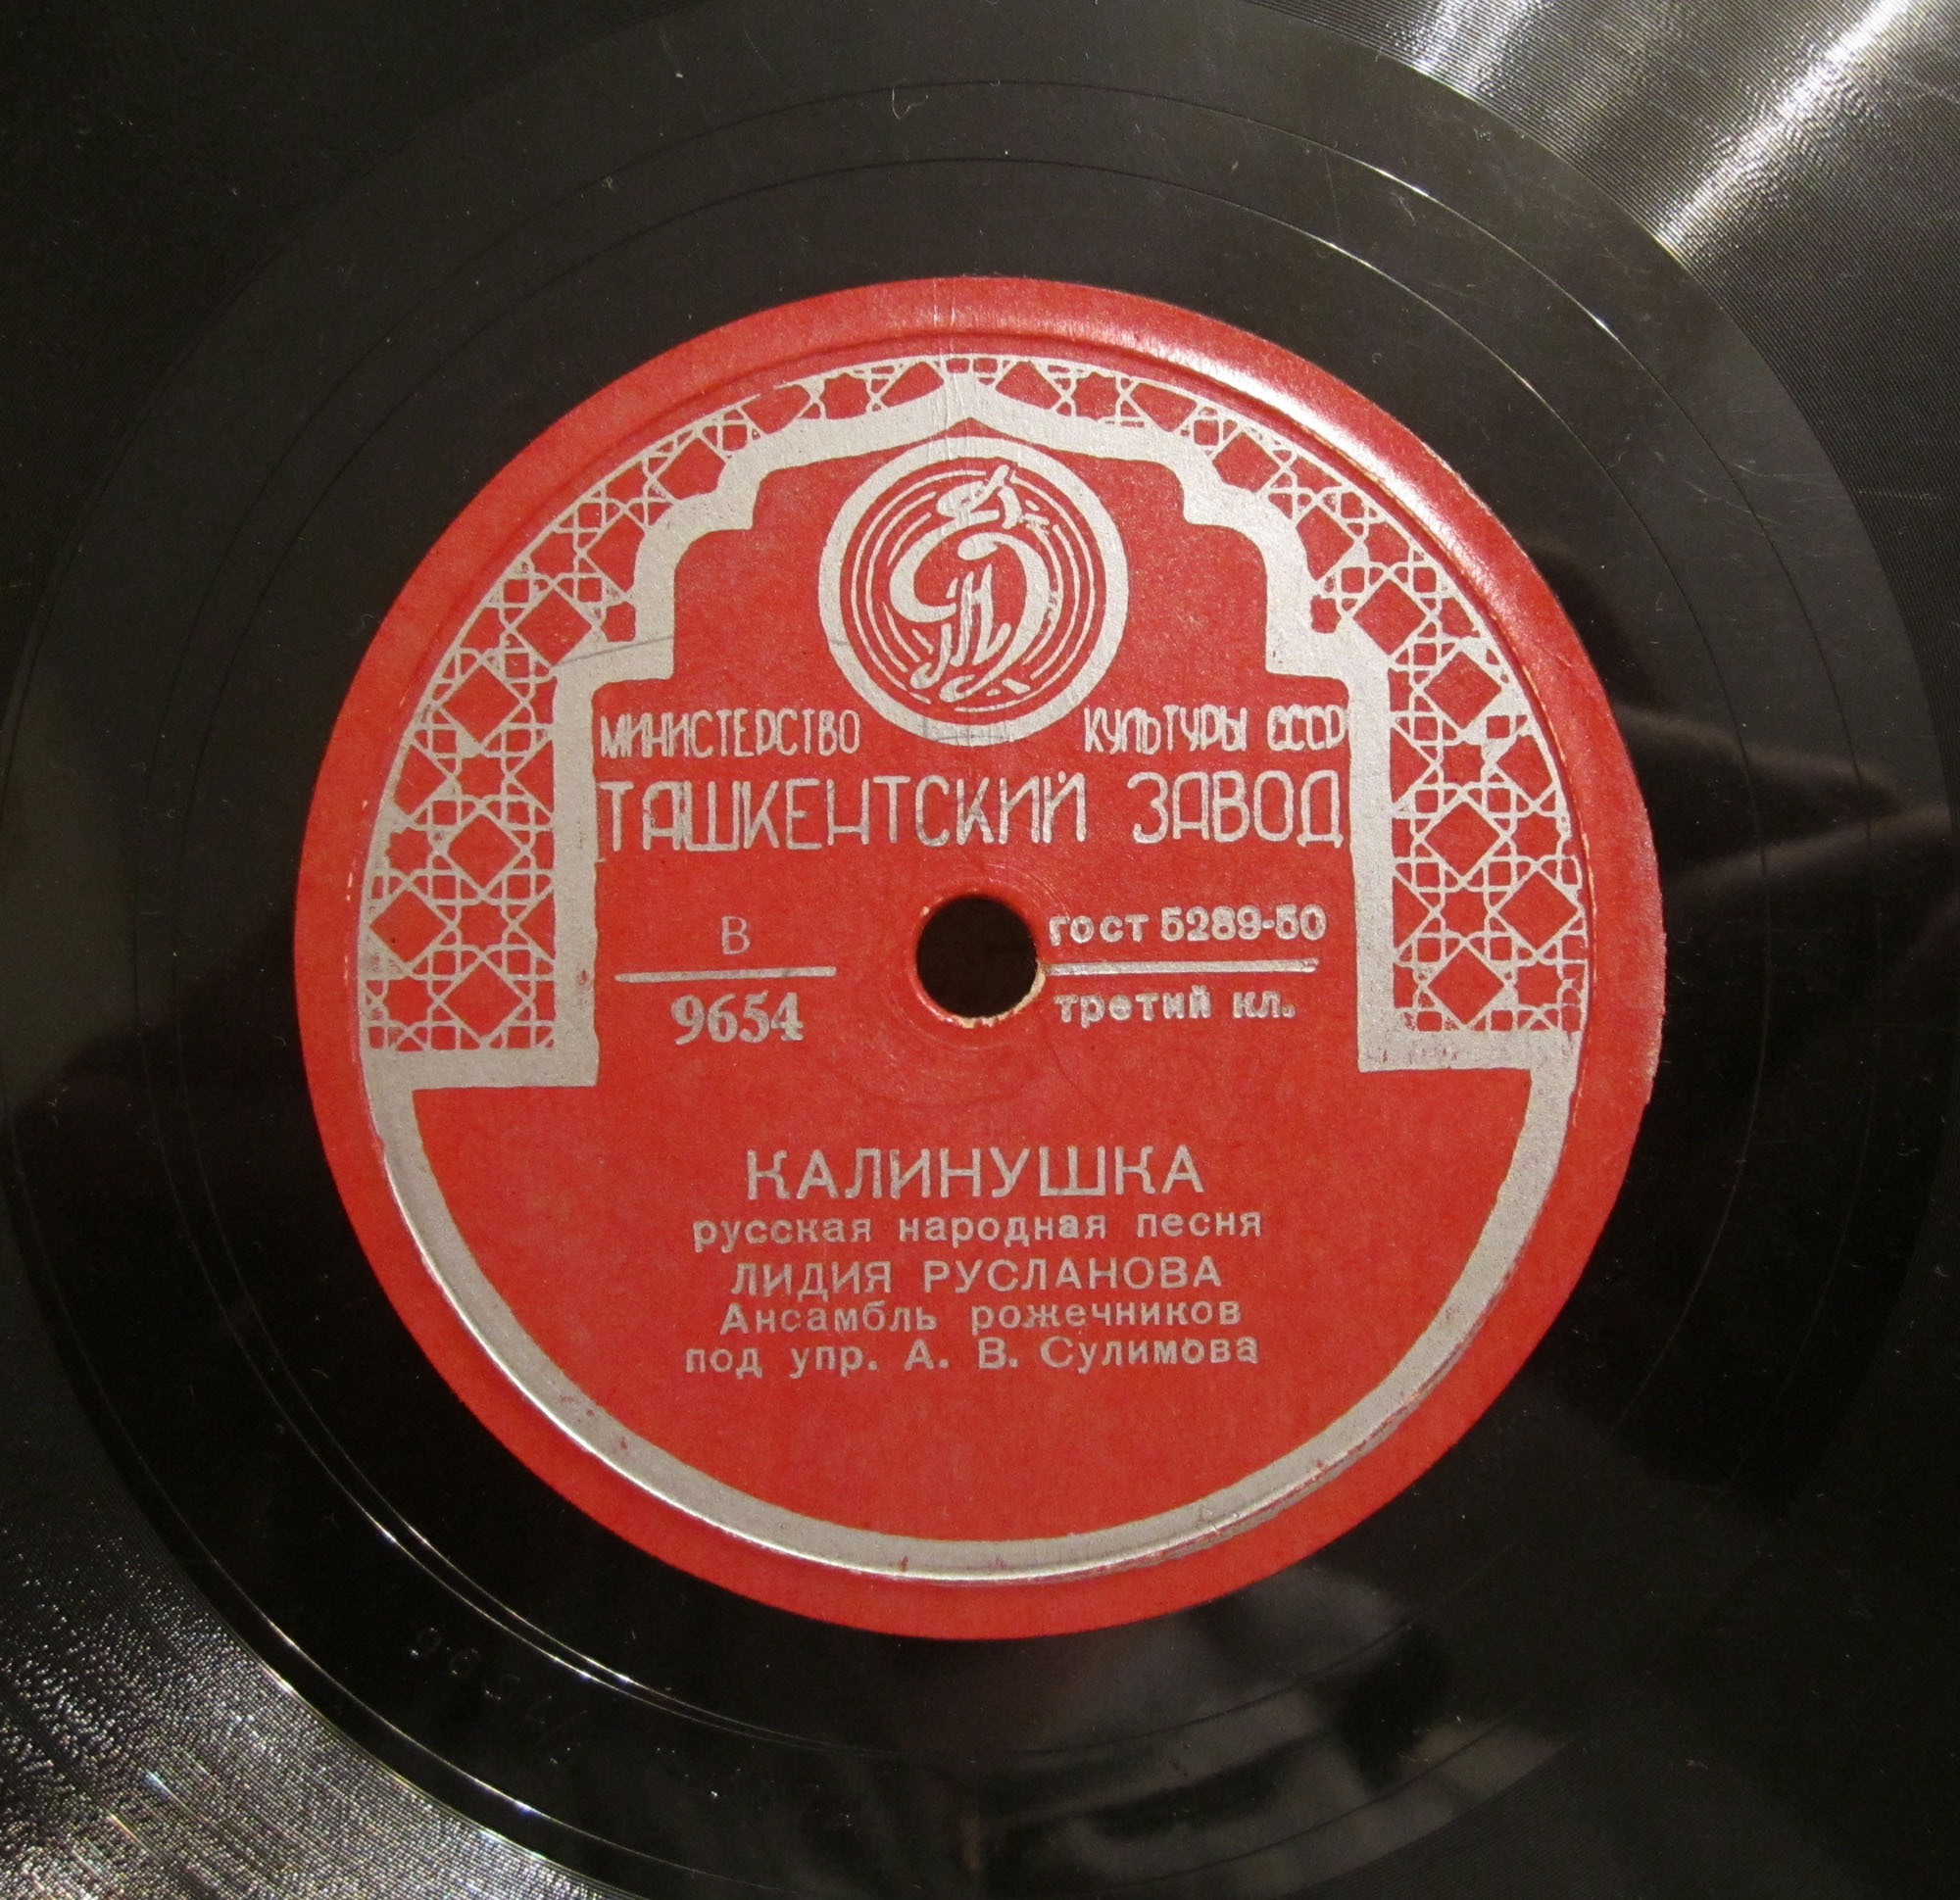 МИНИСТЕРСТВО КУЛЬТУРЫ СССР
ТАШКЕНТСКИЙ ЗАВОД
В
9654
гост 5289-50
третий кл.
КАЛИНУШКА
русская народная песня
ЛИДИЯ РУСЛАНОВА
Ансамбль рожечников
под упр. А. В. Сулимова